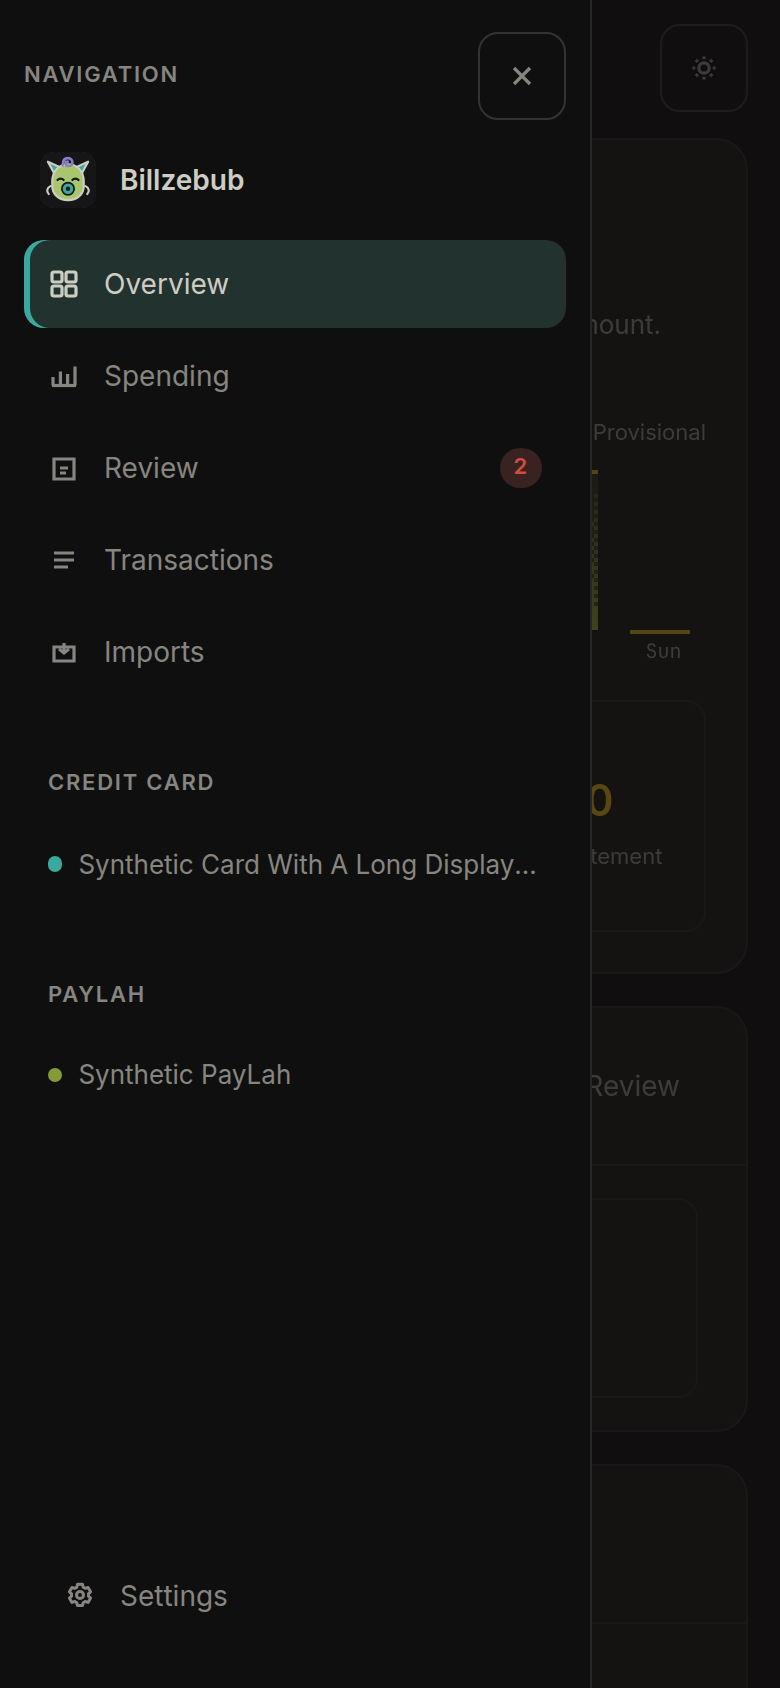 NAVIGATION
Billzebub
Overview
Spending
Review
2
Transactions
Imports
CREDIT CARD
Synthetic Card With A Long Display...
PAYLAH
Synthetic PayLah
Settings
Provisional
Sun
0
Review